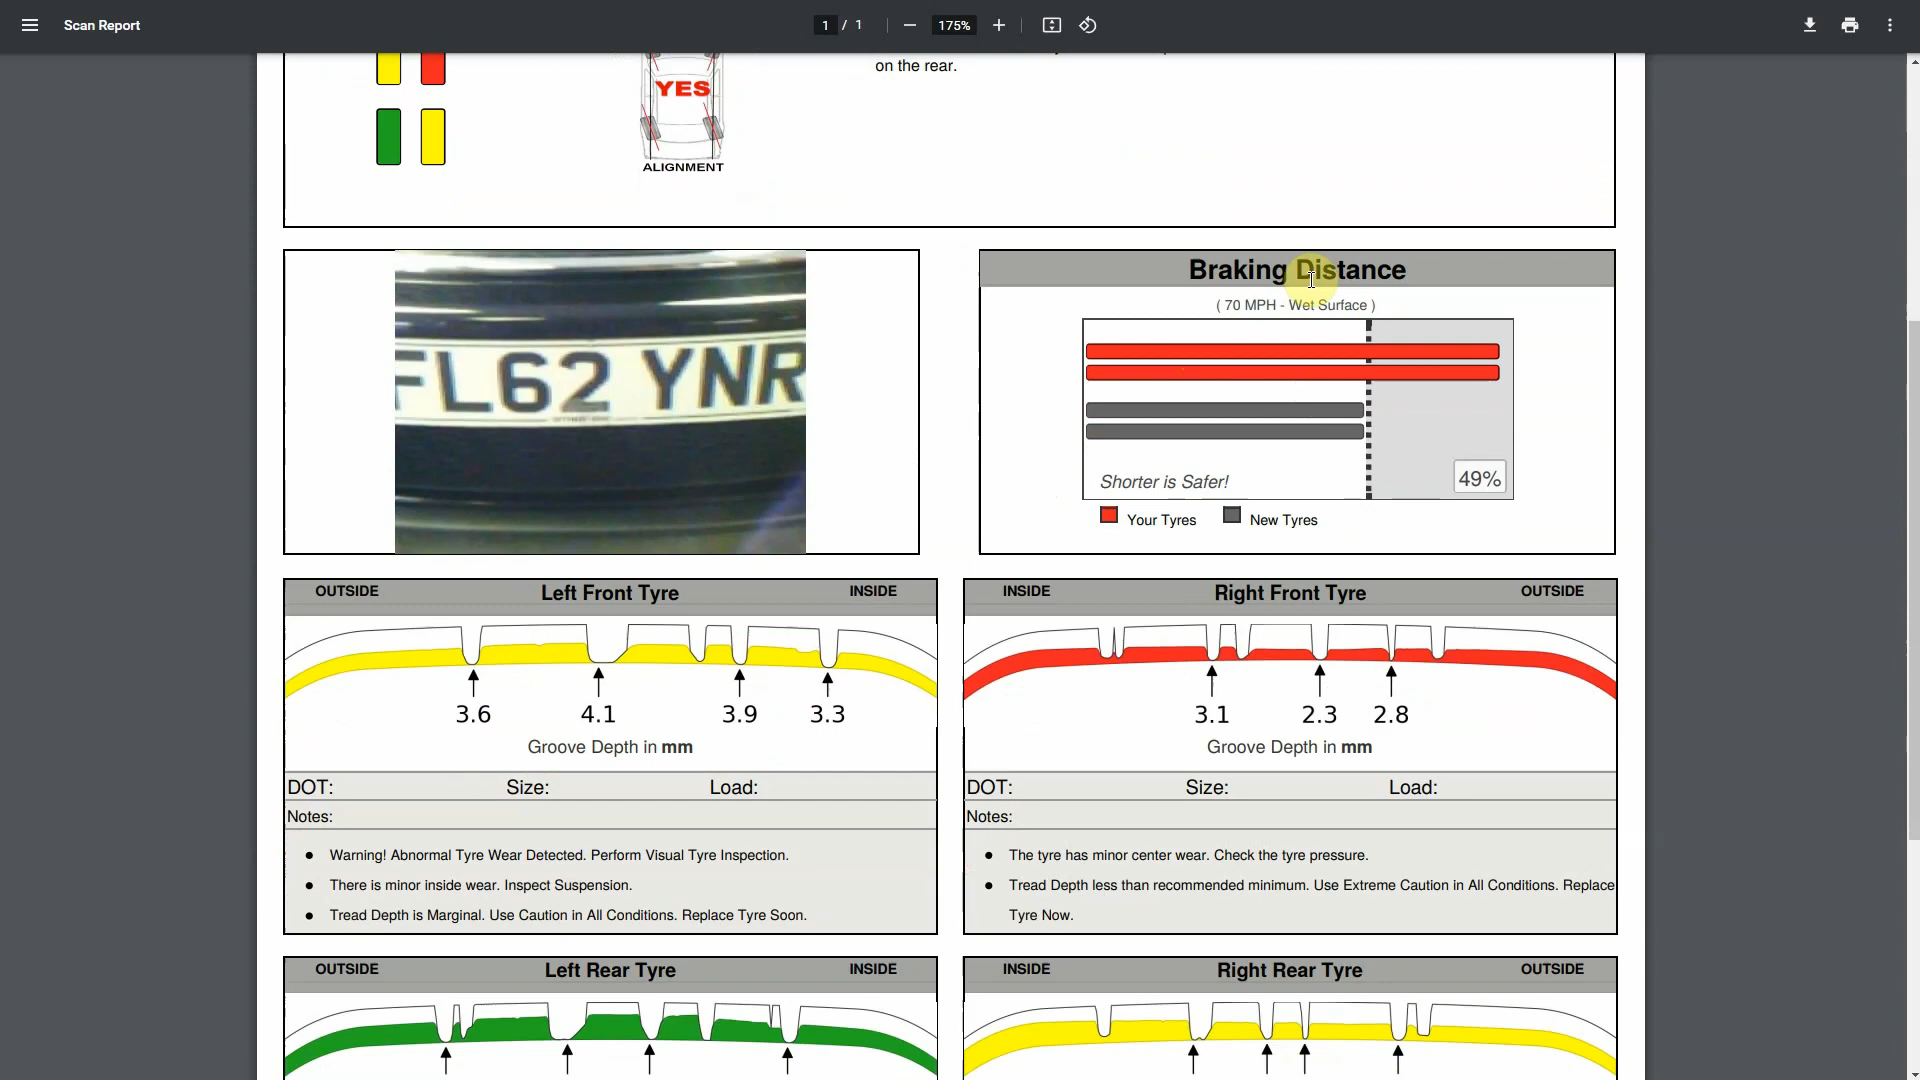 Scan Report
1 / 1
175%
on the rear.
YES
ALIGNMENT
FL62 YNR
Braking Distance
( 70 MPH - Wet Surface )
Shorter is Safer!
49%
Your Tyres New Tyres
OUTSIDE Left Front Tyre INSIDE
3.6 4.1 3.9 3.3
Groove Depth in mm
DOT: Size: Load:
Notes:
● Warning! Abnormal Tyre Wear Detected. Perform Visual Tyre Inspection.
● There is minor inside wear. Inspect Suspension.
● Tread Depth is Marginal. Use Caution in All Conditions. Replace Tyre Soon.
INSIDE Right Front Tyre OUTSIDE
3.1 2.3 2.8
Groove Depth in mm
DOT: Size: Load:
Notes:
● The tyre has minor center wear. Check the tyre pressure.
● Tread Depth less than recommended minimum. Use Extreme Caution in All Conditions. Replace
Tyre Now.
OUTSIDE Left Rear Tyre INSIDE
INSIDE Right Rear Tyre OUTSIDE